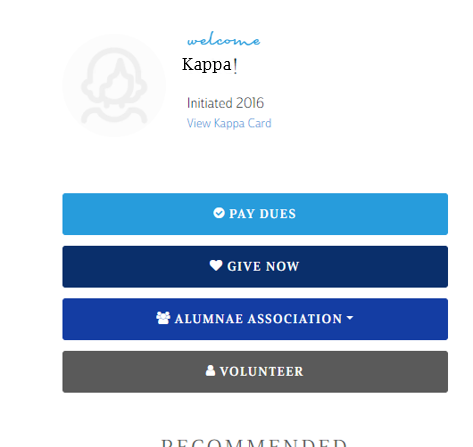 welcome
Kappa!
Initiated 2016
View Kappa Card
PAY DUES
GIVE NOW
ALUMNAE ASSOCIATION
VOLUNTEER
RECOMMENDED